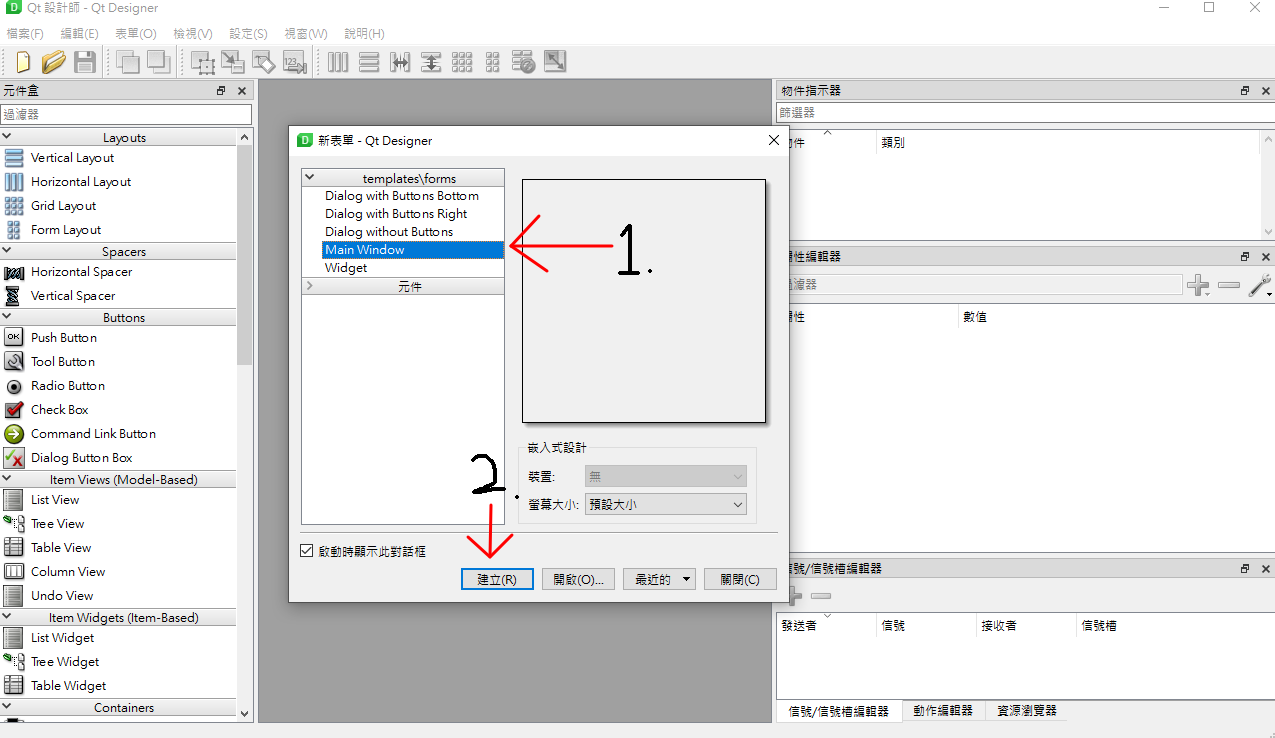 Qt 設計師 - Qt Designer
檔案(F) 編輯(E) 表單(O) 檢視(V) 設定(S) 視窗(W) 說明(H)
元件盒
過濾器
Layouts
Vertical Layout
Horizontal Layout
Grid Layout
Form Layout
Spacers
Horizontal Spacer
Vertical Spacer
Buttons
OK
Push Button
Tool Button
Radio Button
Check Box
Command Link Button
Dialog Button Box
Item Views (Model-Based)
List View
Tree View
Table View
Column View
Undo View
Item Widgets (Item-Based)
List Widget
Tree Widget
Table Widget
Containers
新表單 - Qt Designer
templates\forms
Dialog with Buttons Bottom
Dialog with Buttons Right
Dialog without Buttons
Main Window
Widget
元件
1.
2.
嵌入式設計
裝置: 無
螢幕大小: 預設大小
啟動時顯示此對話框
建立(R) 開啟(O)... 最近的 關閉(C)
物件指示器
篩選器
件 類別
性編輯器
濾器
性 數值
號/信號槽編輯器
發送者 信號 接收者 信號槽
信號/信號槽編輯器 動作編輯器 資源瀏覽器